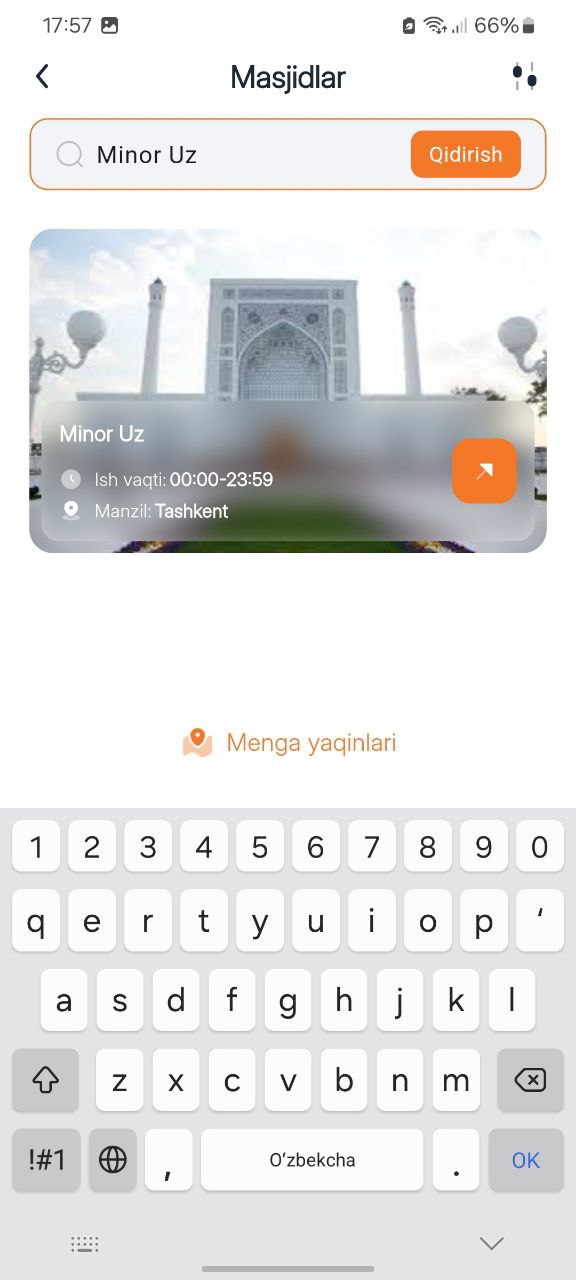 17:57 66%
Masjidlar
Minor Uz Qidirish
Minor Uz
Ish vaqti: 00:00-23:59
Manzil: Tashkent
Menga yaqinlari
1 2 3 4 5 6 7 8 9 0
q e r t y u i o p ʻ
a s d f g h j k l
z x c v b n m
!#1 , Oʻzbekcha . OK